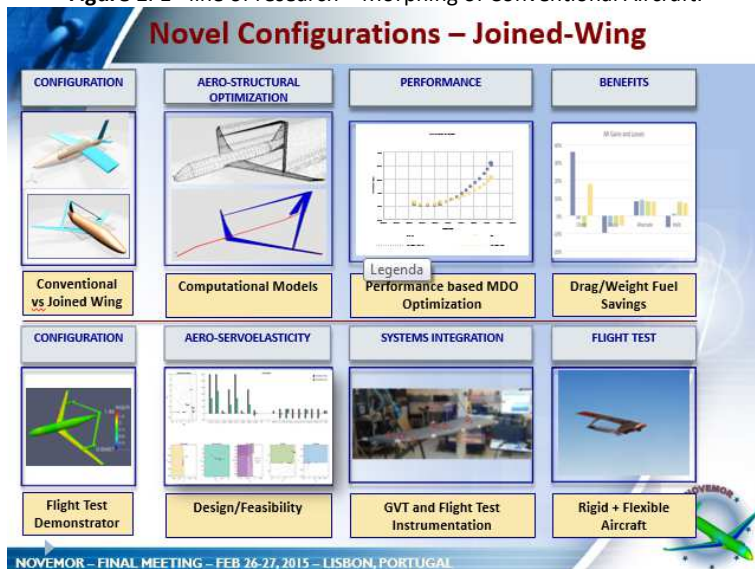 Novel Configurations – Joined-Wing
CONFIGURATION
AERO-STRUCTURAL
OPTIMIZATION
PERFORMANCE
BENEFITS
Conventional
vs Joined Wing
Computational Models
Legenda
Performance based MDO
Optimization
Drag/Weight Fuel
Savings
CONFIGURATION
AERO-SERVOELASTICITY
SYSTEMS INTEGRATION
FLIGHT TEST
Flight Test
Demonstrator
Design/Feasibility
GVT and Flight Test
Instrumentation
Rigid + Flexible
Aircraft
NOVEMOR
NOVEMOR – FINAL MEETING – FEB 26-27, 2015 – LISBON, PORTUGAL